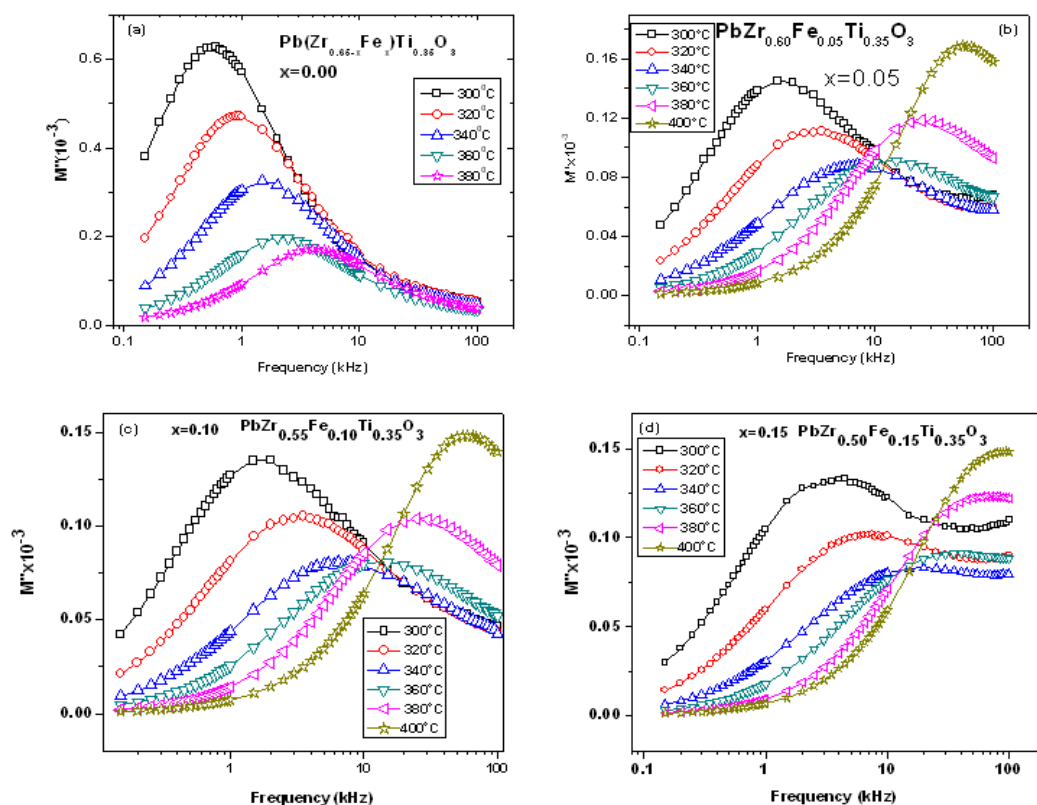 (a)
Pb(Zr0.65-xFex)Ti0.35O3
x=0.00
300°C
320°C
340°C
360°C
380°C
M''(10-3)
0.6
0.4
0.2
0.0
0.1 1 10 100
Frequency (kHz)
PbZr0.60Fe0.05Ti0.35O3 (b)
x=0.05
300°C
320°C
340°C
360°C
380°C
400°C
M''x10-3
0.16
0.12
0.08
0.04
0.00
0.1 1 10 100
Frequency (kHz)
(c) x=0.10 PbZr0.55Fe0.10Ti0.35O3
300°C
320°C
340°C
360°C
380°C
400°C
M''x10-3
0.15
0.10
0.05
0.00
1 10 100
Frequency (kHz)
(d) x=0.15 PbZr0.50Fe0.15Ti0.35O3
300°C
320°C
340°C
360°C
380°C
400°C
M''x10-3
0.20
0.15
0.10
0.05
0.00
0.1 1 10 100
Frequency (kHz)